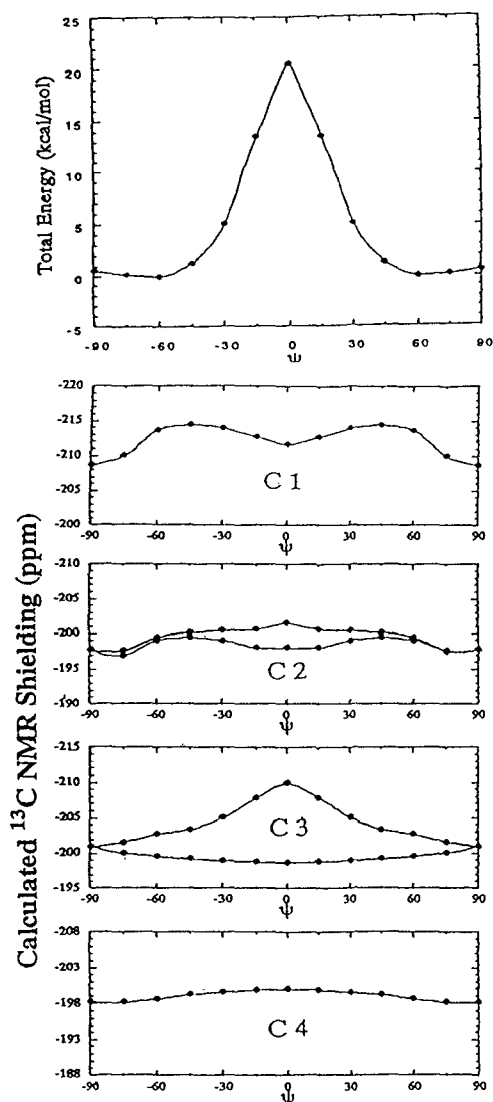 Total Energy (kcal/mol)
25
20
15
10
5
0
-5
-90 -60 -30 0 30 60 90
ψ
Calculated ¹³C NMR Shielding (ppm)
-220
-215
-210
-205
-200
C 1
-90 -60 -30 0 30 60 90
ψ
-210
-205
-200
-195
-190
C 2
-90 -60 -30 0 30 60 90
ψ
-215
-210
-205
-200
-195
C 3
-90 -60 -30 0 30 60 90
ψ
-208
-203
-198
-193
-188
C 4
-90 -60 -30 0 30 60 90
ψ